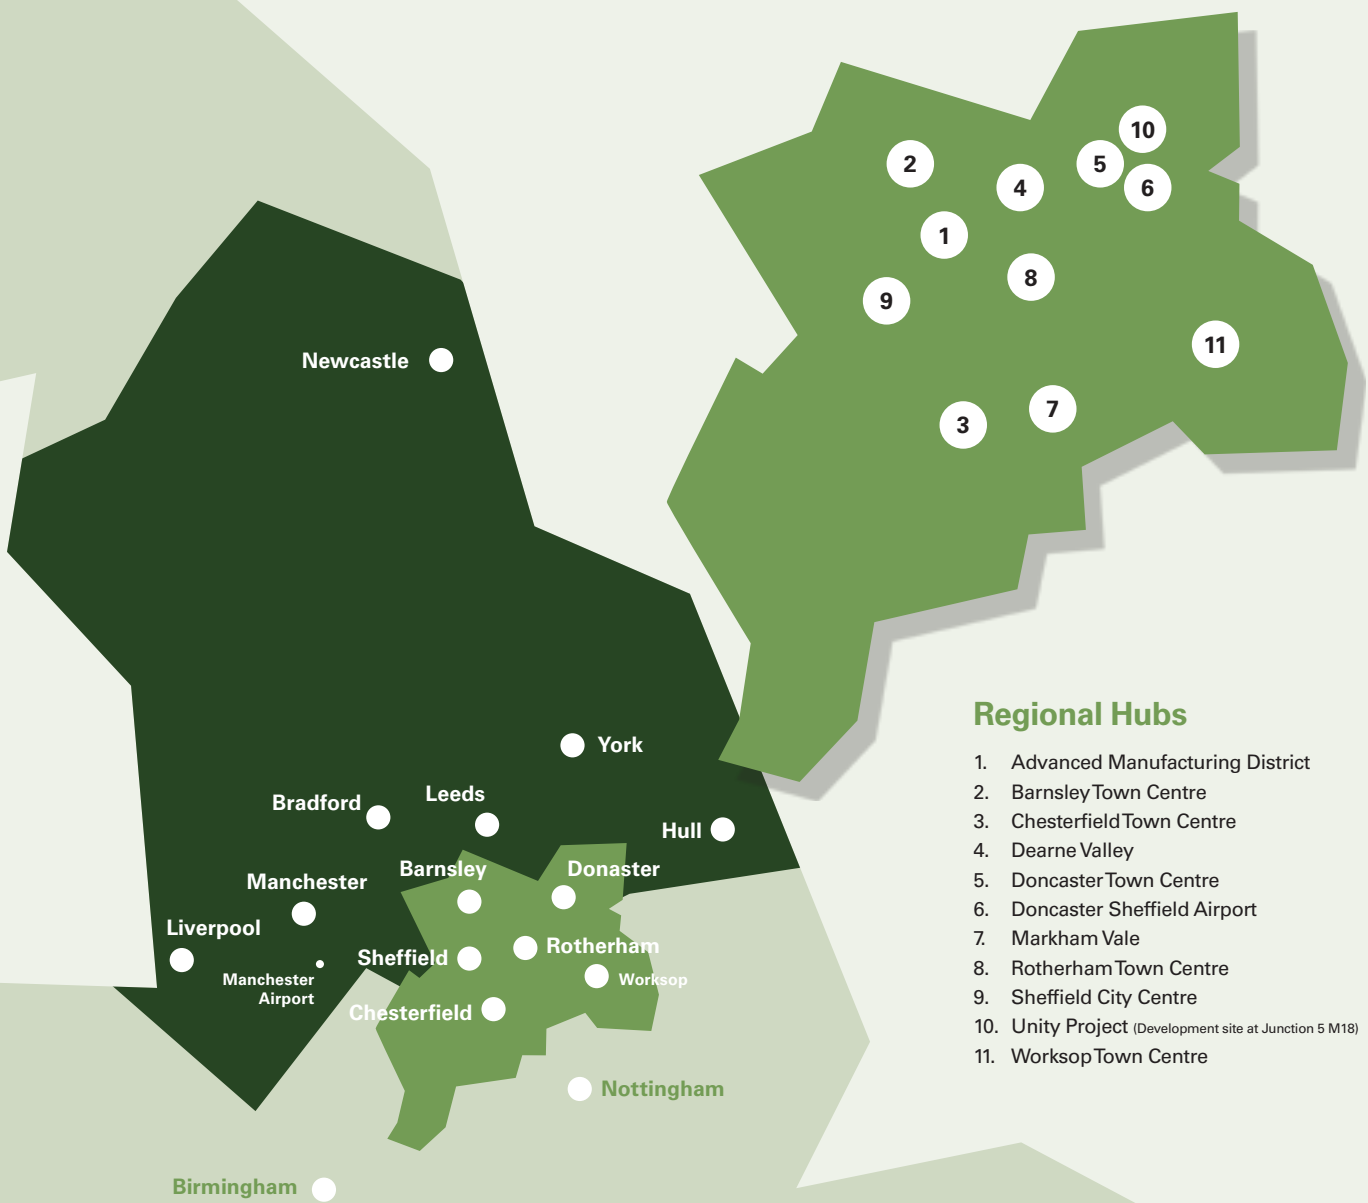 10
2
5
4
6
1
8
9
11
7
3
Newcastle
York
Leeds
Bradford
Hull
Barnsley
Donaster
Manchester
Liverpool
Rotherham
Sheffield
Manchester
Airport
Worksop
Chesterfield
Nottingham
Birmingham
Regional Hubs
1. Advanced Manufacturing District
2. Barnsley Town Centre
3. Chesterfield Town Centre
4. Dearne Valley
5. Doncaster Town Centre
6. Doncaster Sheffield Airport
7. Markham Vale
8. Rotherham Town Centre
9. Sheffield City Centre
10. Unity Project (Development site at Junction 5 M18)
11. Worksop Town Centre